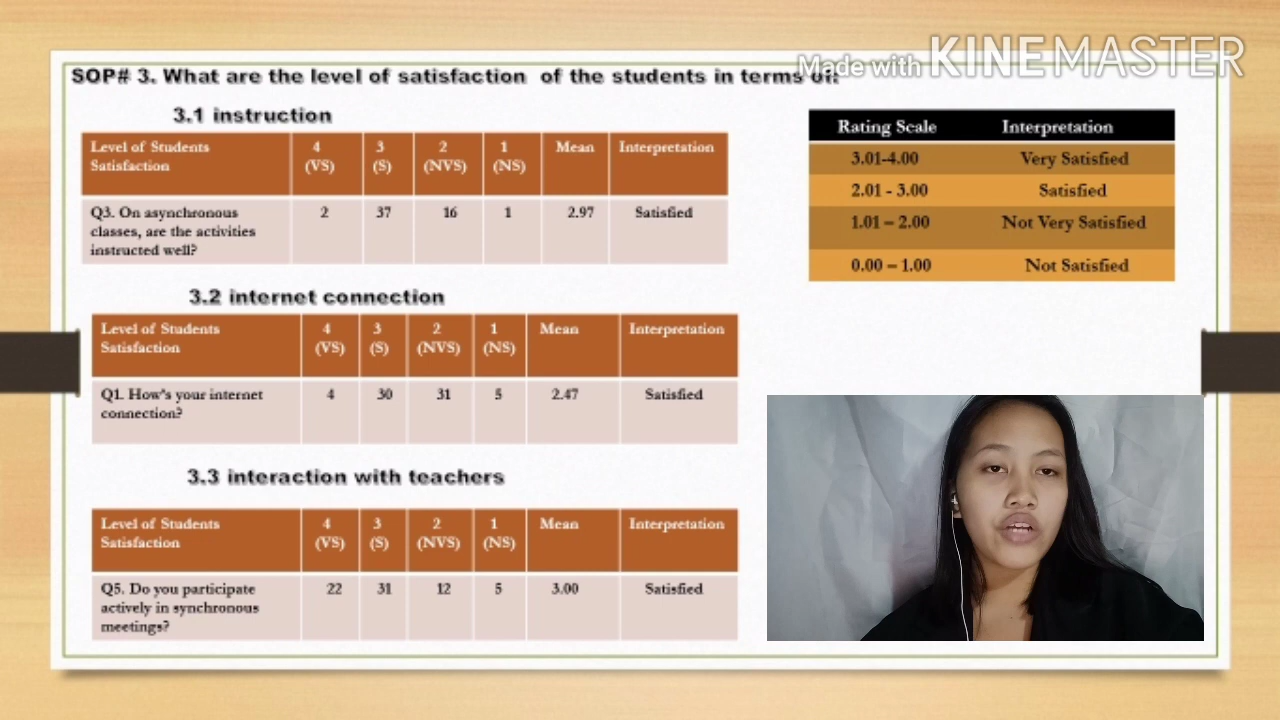 SOP# 3. What are the level of satisfaction of the students in terms of:
Made with KINEMASTER
3.1 instruction
Level of Students Satisfaction 4 (VS) 3 (S) 2 (NVS) 1 (NS) Mean Interpretation
Q3. On asynchronous classes, are the activities instructed well? 2 37 16 1 2.97 Satisfied
Rating Scale Interpretation
3.01-4.00 Very Satisfied
2.01 - 3.00 Satisfied
1.01 – 2.00 Not Very Satisfied
0.00 – 1.00 Not Satisfied
3.2 internet connection
Level of Students Satisfaction 4 (VS) 3 (S) 2 (NVS) 1 (NS) Mean Interpretation
Q1. How's your internet connection? 4 30 31 5 2.47 Satisfied
3.3 interaction with teachers
Level of Students Satisfaction 4 (VS) 3 (S) 2 (NVS) 1 (NS) Mean Interpretation
Q5. Do you participate actively in synchronous meetings? 22 31 12 5 3.00 Satisfied